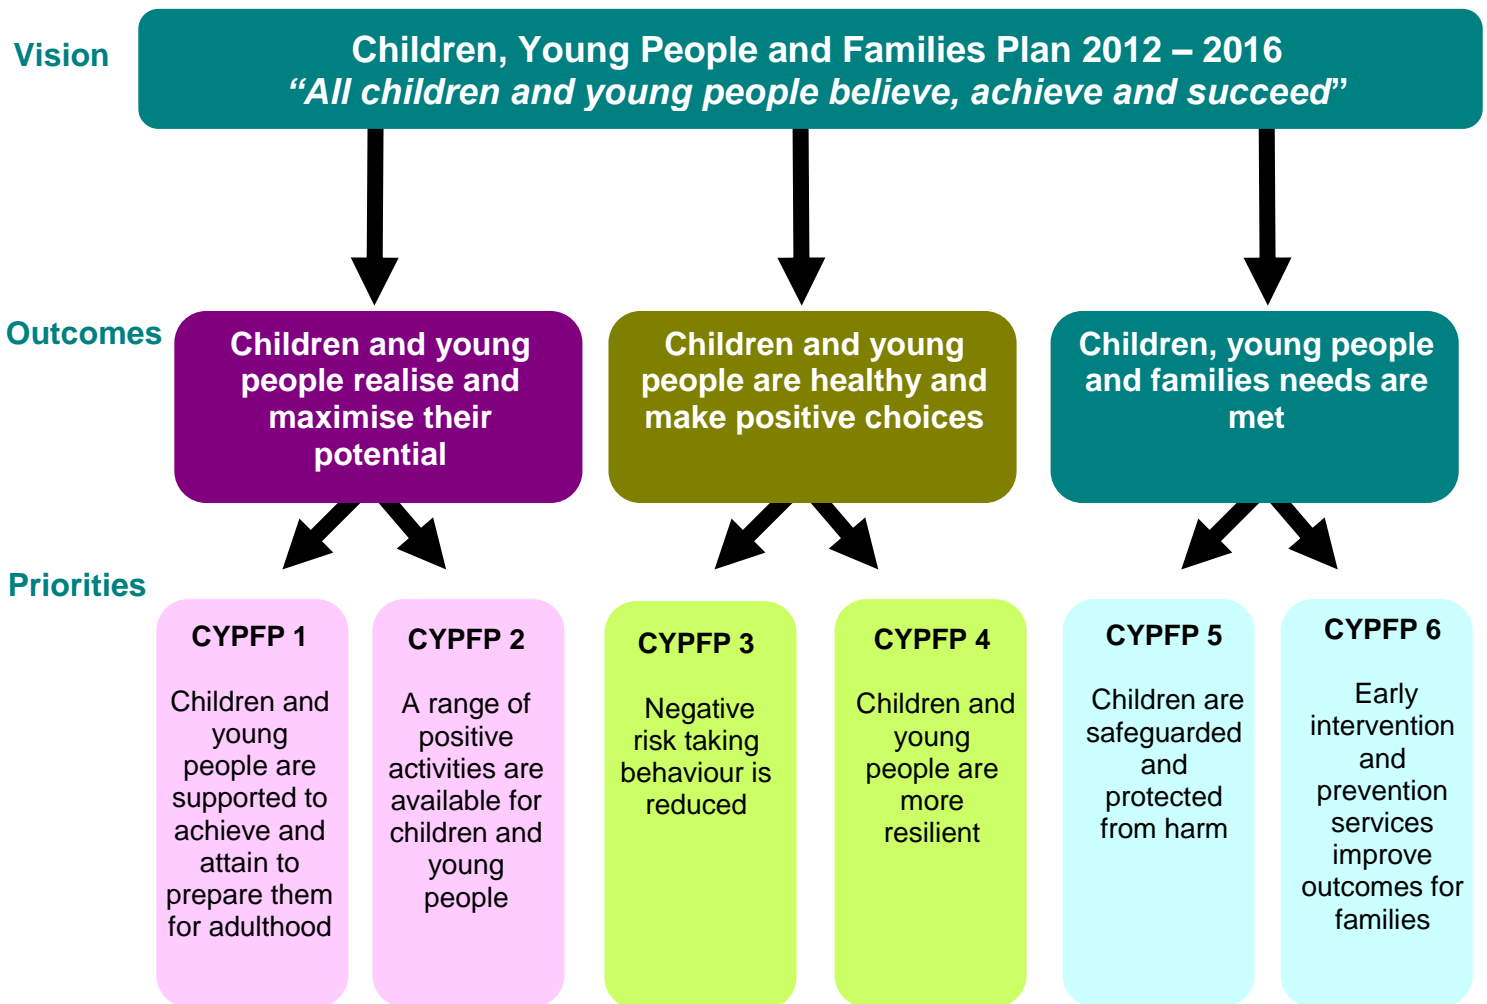 Vision
Children, Young People and Families Plan 2012 – 2016
“All children and young people believe, achieve and succeed”
Outcomes
Children and young
people realise and
maximise their
potential
Children and young
people are healthy and
make positive choices
Children, young people
and families needs are
met
Priorities
CYPFP 1
Children and
young
people are
supported to
achieve and
attain to
prepare them
for adulthood
CYPFP 2
A range of
positive
activities are
available for
children and
young
people
CYPFP 3
Negative
risk taking
behaviour is
reduced
CYPFP 4
Children and
young
people are
more
resilient
CYPFP 5
Children are
safeguarded
and
protected
from harm
CYPFP 6
Early
intervention
and
prevention
services
improve
outcomes for
families